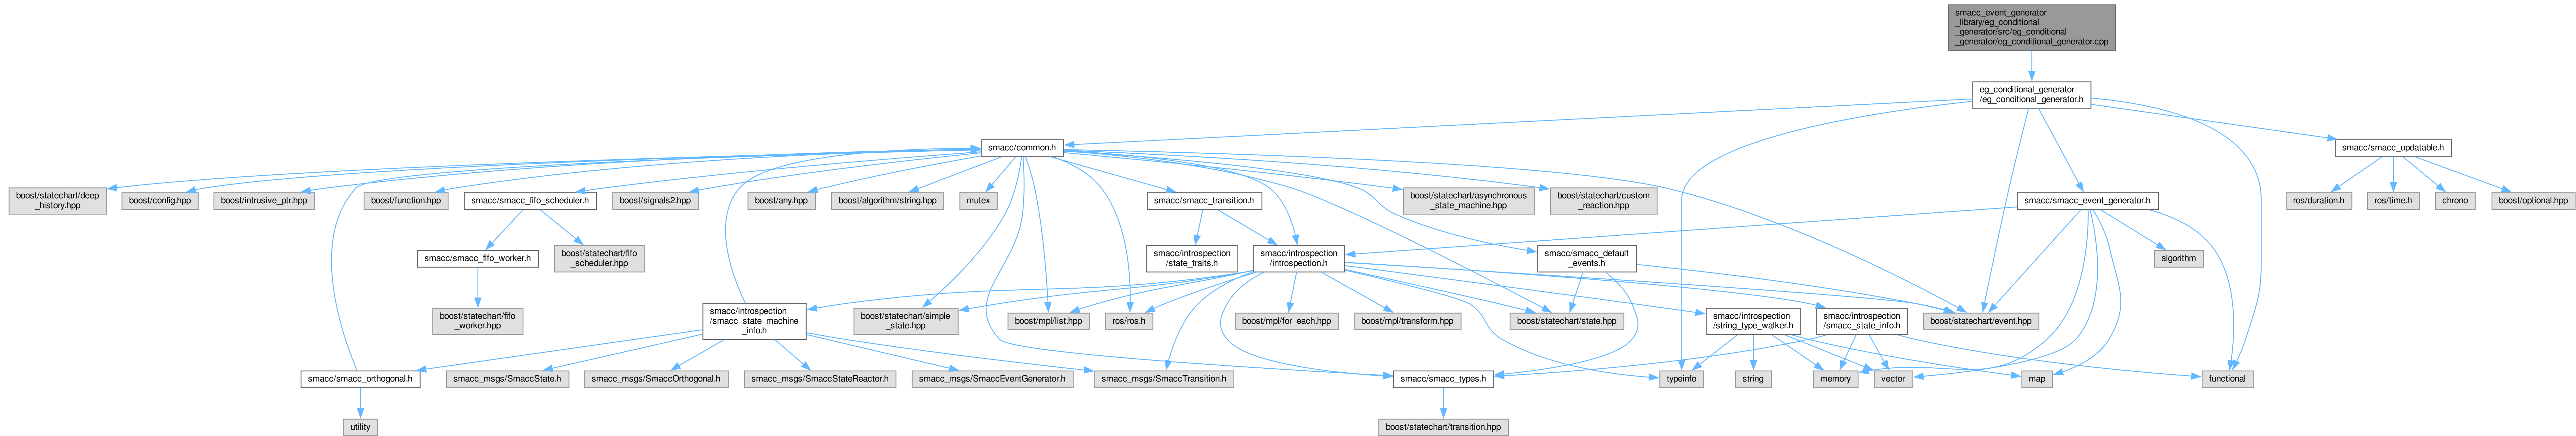 smacc_event_generator
_library/eg_conditional
_generator/src/eg_conditional
_generator/eg_conditional_generator.cpp
eg_conditional_generator
/eg_conditional_generator.h
smacc/common.h
smacc/smacc_updatable.h
boost/statechart/deep
_history.hpp
boost/config.hpp
boost/intrusive_ptr.hpp
boost/function.hpp
smacc/smacc_fifo_scheduler.h
boost/signals2.hpp
boost/any.hpp
boost/algorithm/string.hpp
mutex
smacc/smacc_transition.h
boost/statechart/asynchronous
_state_machine.hpp
boost/statechart/custom
_reaction.hpp
smacc/smacc_event_generator.h
ros/duration.h
ros/time.h
chrono
boost/optional.hpp
smacc/smacc_fifo_worker.h
boost/statechart/fifo
_scheduler.hpp
smacc/introspection
/state_traits.h
smacc/introspection
/introspection.h
smacc/smacc_default
_events.h
algorithm
boost/statechart/fifo
_worker.hpp
smacc/introspection
/smacc_state_machine
_info.h
boost/statechart/simple
_state.hpp
boost/mpl/list.hpp
ros/ros.h
boost/mpl/for_each.hpp
boost/mpl/transform.hpp
boost/statechart/state.hpp
smacc/introspection
/string_type_walker.h
smacc/introspection
/smacc_state_info.h
boost/statechart/event.hpp
smacc/smacc_orthogonal.h
smacc_msgs/SmaccState.h
smacc_msgs/SmaccOrthogonal.h
smacc_msgs/SmaccStateReactor.h
smacc_msgs/SmaccEventGenerator.h
smacc_msgs/SmaccTransition.h
smacc/smacc_types.h
typeinfo
string
memory
vector
map
functional
utility
boost/statechart/transition.hpp